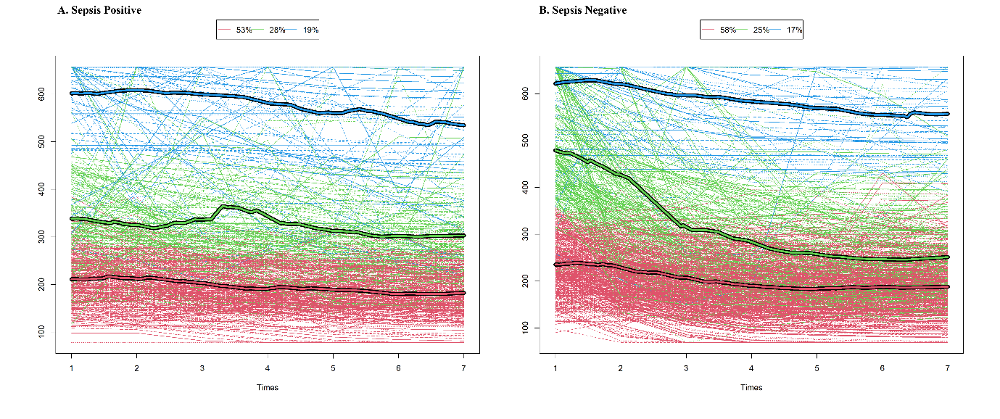 A. Sepsis Positive
53% 28% 19%
600
500
400
300
200
100
1 2 3 4 5 6 7
Times
B. Sepsis Negative
58% 25% 17%
600
500
400
300
200
100
1 2 3 4 5 6 7
Times